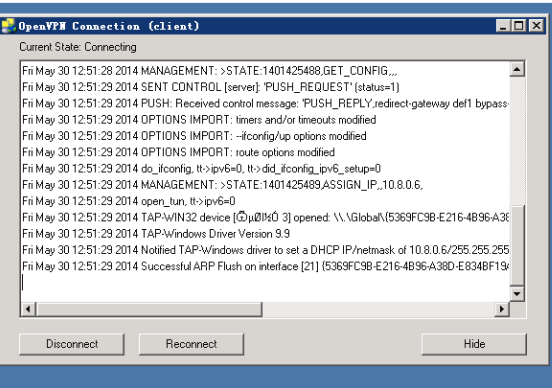 OpenVPN Connection (client)
Current State: Connecting
Fri May 30 12:51:28 2014 MANAGEMENT: >STATE:1401425488,GET_CONFIG,,,
Fri May 30 12:51:29 2014 SENT CONTROL [server]: 'PUSH_REQUEST' (status=1)
Fri May 30 12:51:29 2014 PUSH: Received control message: 'PUSH_REPLY,redirect-gateway def1 bypass-
Fri May 30 12:51:29 2014 OPTIONS IMPORT: timers and/or timeouts modified
Fri May 30 12:51:29 2014 OPTIONS IMPORT: --ifconfig/up options modified
Fri May 30 12:51:29 2014 OPTIONS IMPORT: route options modified
Fri May 30 12:51:29 2014 do_ifconfig, tt->ipv6=0, tt->did_ifconfig_ipv6_setup=0
Fri May 30 12:51:29 2014 MANAGEMENT: >STATE:1401425489,ASSIGN_IP,,10.8.0.6,
Fri May 30 12:51:29 2014 open_tun, tt->ipv6=0
Fri May 30 12:51:29 2014 TAP-WIN32 device 3] opened: \\.\Global\{5369FC9B-E216-4B96-A38
Fri May 30 12:51:29 2014 TAP-Windows Driver Version 9.9
Fri May 30 12:51:29 2014 Notified TAP-Windows driver to set a DHCP IP/netmask of 10.8.0.6/255.255.255
Fri May 30 12:51:29 2014 Successful ARP Flush on interface [21] {5369FC9B-E216-4B96-A38D-E834BF19
Disconnect
Reconnect
Hide